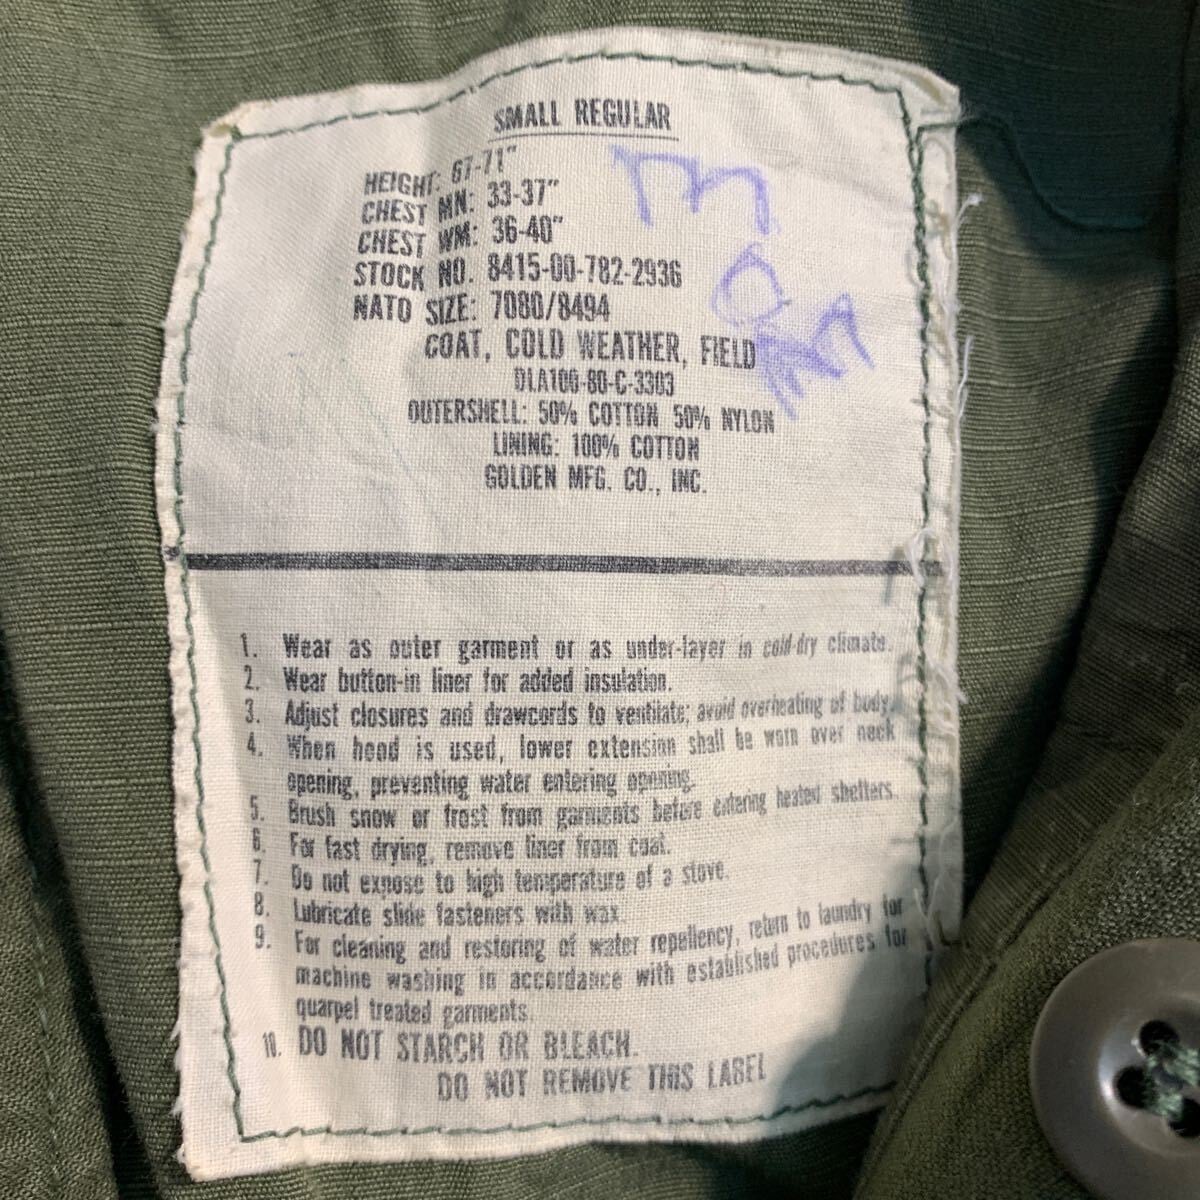 SMALL REGULAR
HEIGHT: 67-71"
CHEST MN: 33-37"
CHEST WM: 36-40"
STOCK NO. 8415-00-782-2936
NATO SIZE: 7080/8494
COAT, COLD WEATHER, FIELD
DLA100-80-C-3303
OUTERSHELL: 50% COTTON 50% NYLON
LINING: 100% COTTON
GOLDEN MFG. CO., INC.
1. Wear as outer garment or as under-layer in cold-dry climate.
2. Wear button-in liner for added insulation.
3. Adjust closures and drawcords to ventilate; avoid overheating of body.
4. When hood is used, lower extension shall be worn over neck
opening, preventing water entering opening.
5. Brush snow or frost from garments before entering heated shelters.
6. For fast drying, remove liner from coat.
7. Do not expose to high temperature of a stove.
8. Lubricate slide fasteners with wax.
9. For cleaning and restoring of water repellency, return to laundry for
machine washing in accordance with established procedures for
quarpel treated garments.
10. DO NOT STARCH OR BLEACH.
DO NOT REMOVE THIS LABEL